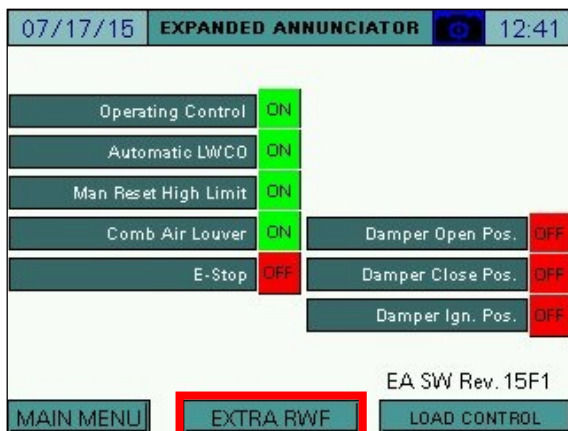 07/17/15 EXPANDED ANNUNCIATOR 12:41
Operating Control ON
Automatic LWCO ON
Man Reset High Limit ON
Comb Air Louver ON Damper Open Pos. OFF
E-Stop OFF Damper Close Pos. OFF
Damper Ign. Pos. OFF
EA SW Rev. 15F1
MAIN MENU EXTRA RWF LOAD CONTROL